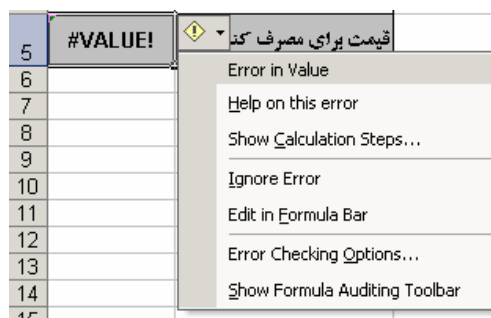 5 #VALUE! قیمت برای مصرف کن
6 Error in Value
7 Help on this error
8 Show Calculation Steps...
9
10 Ignore Error
11 Edit in Formula Bar
12
13 Error Checking Options...
14 Show Formula Auditing Toolbar